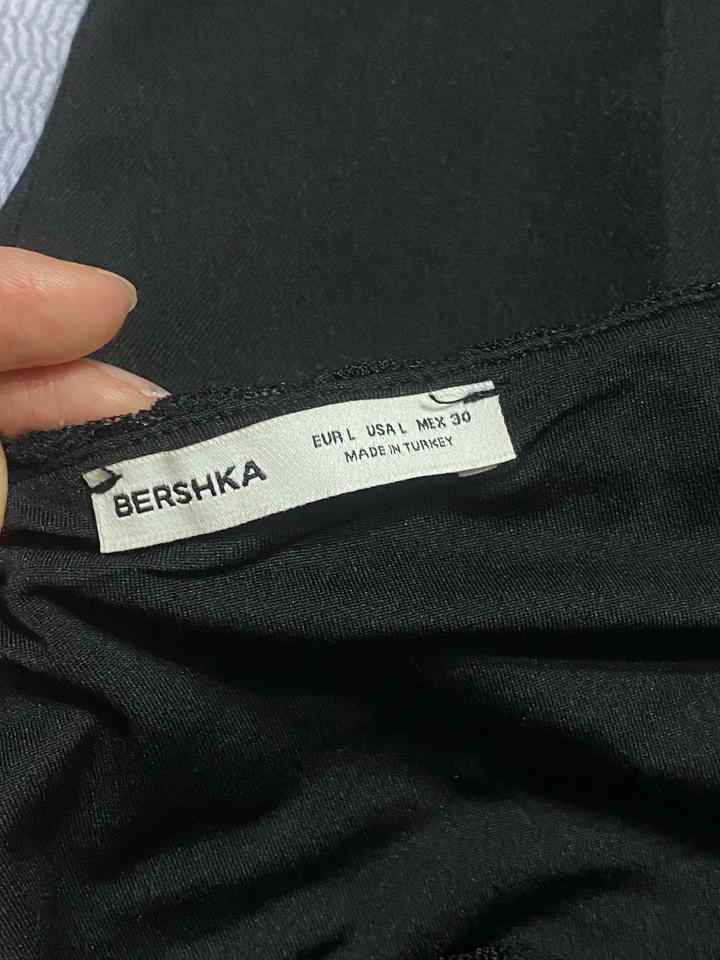 BERSHKA
EUR L USA L MEX 30
MADE IN TURKEY